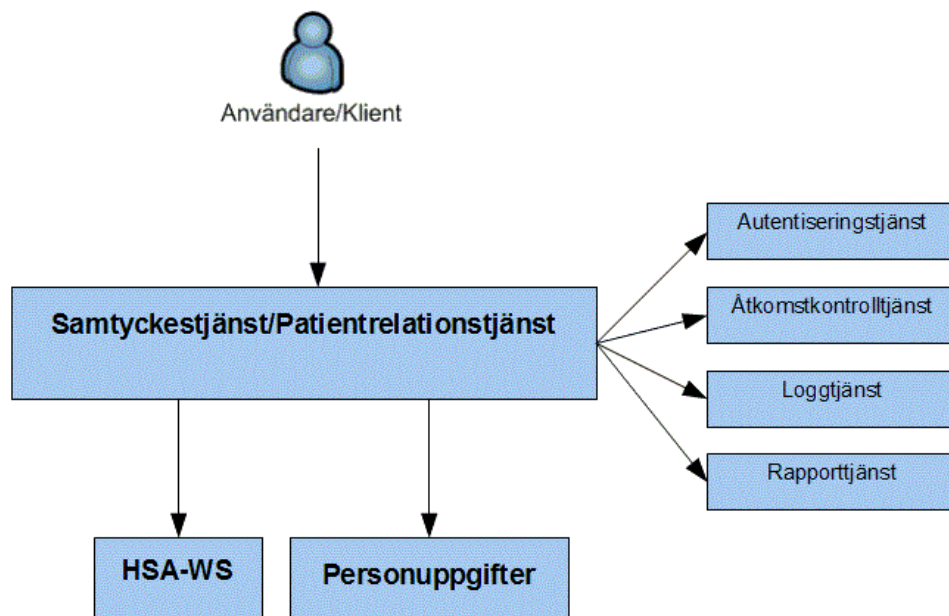 Användare/Klient
Samtyckestjänst/Patientrelationstjänst
Autentiseringstjänst
Åtkomstkontrolltjänst
Loggtjänst
Rapporttjänst
HSA-WS
Personuppgifter